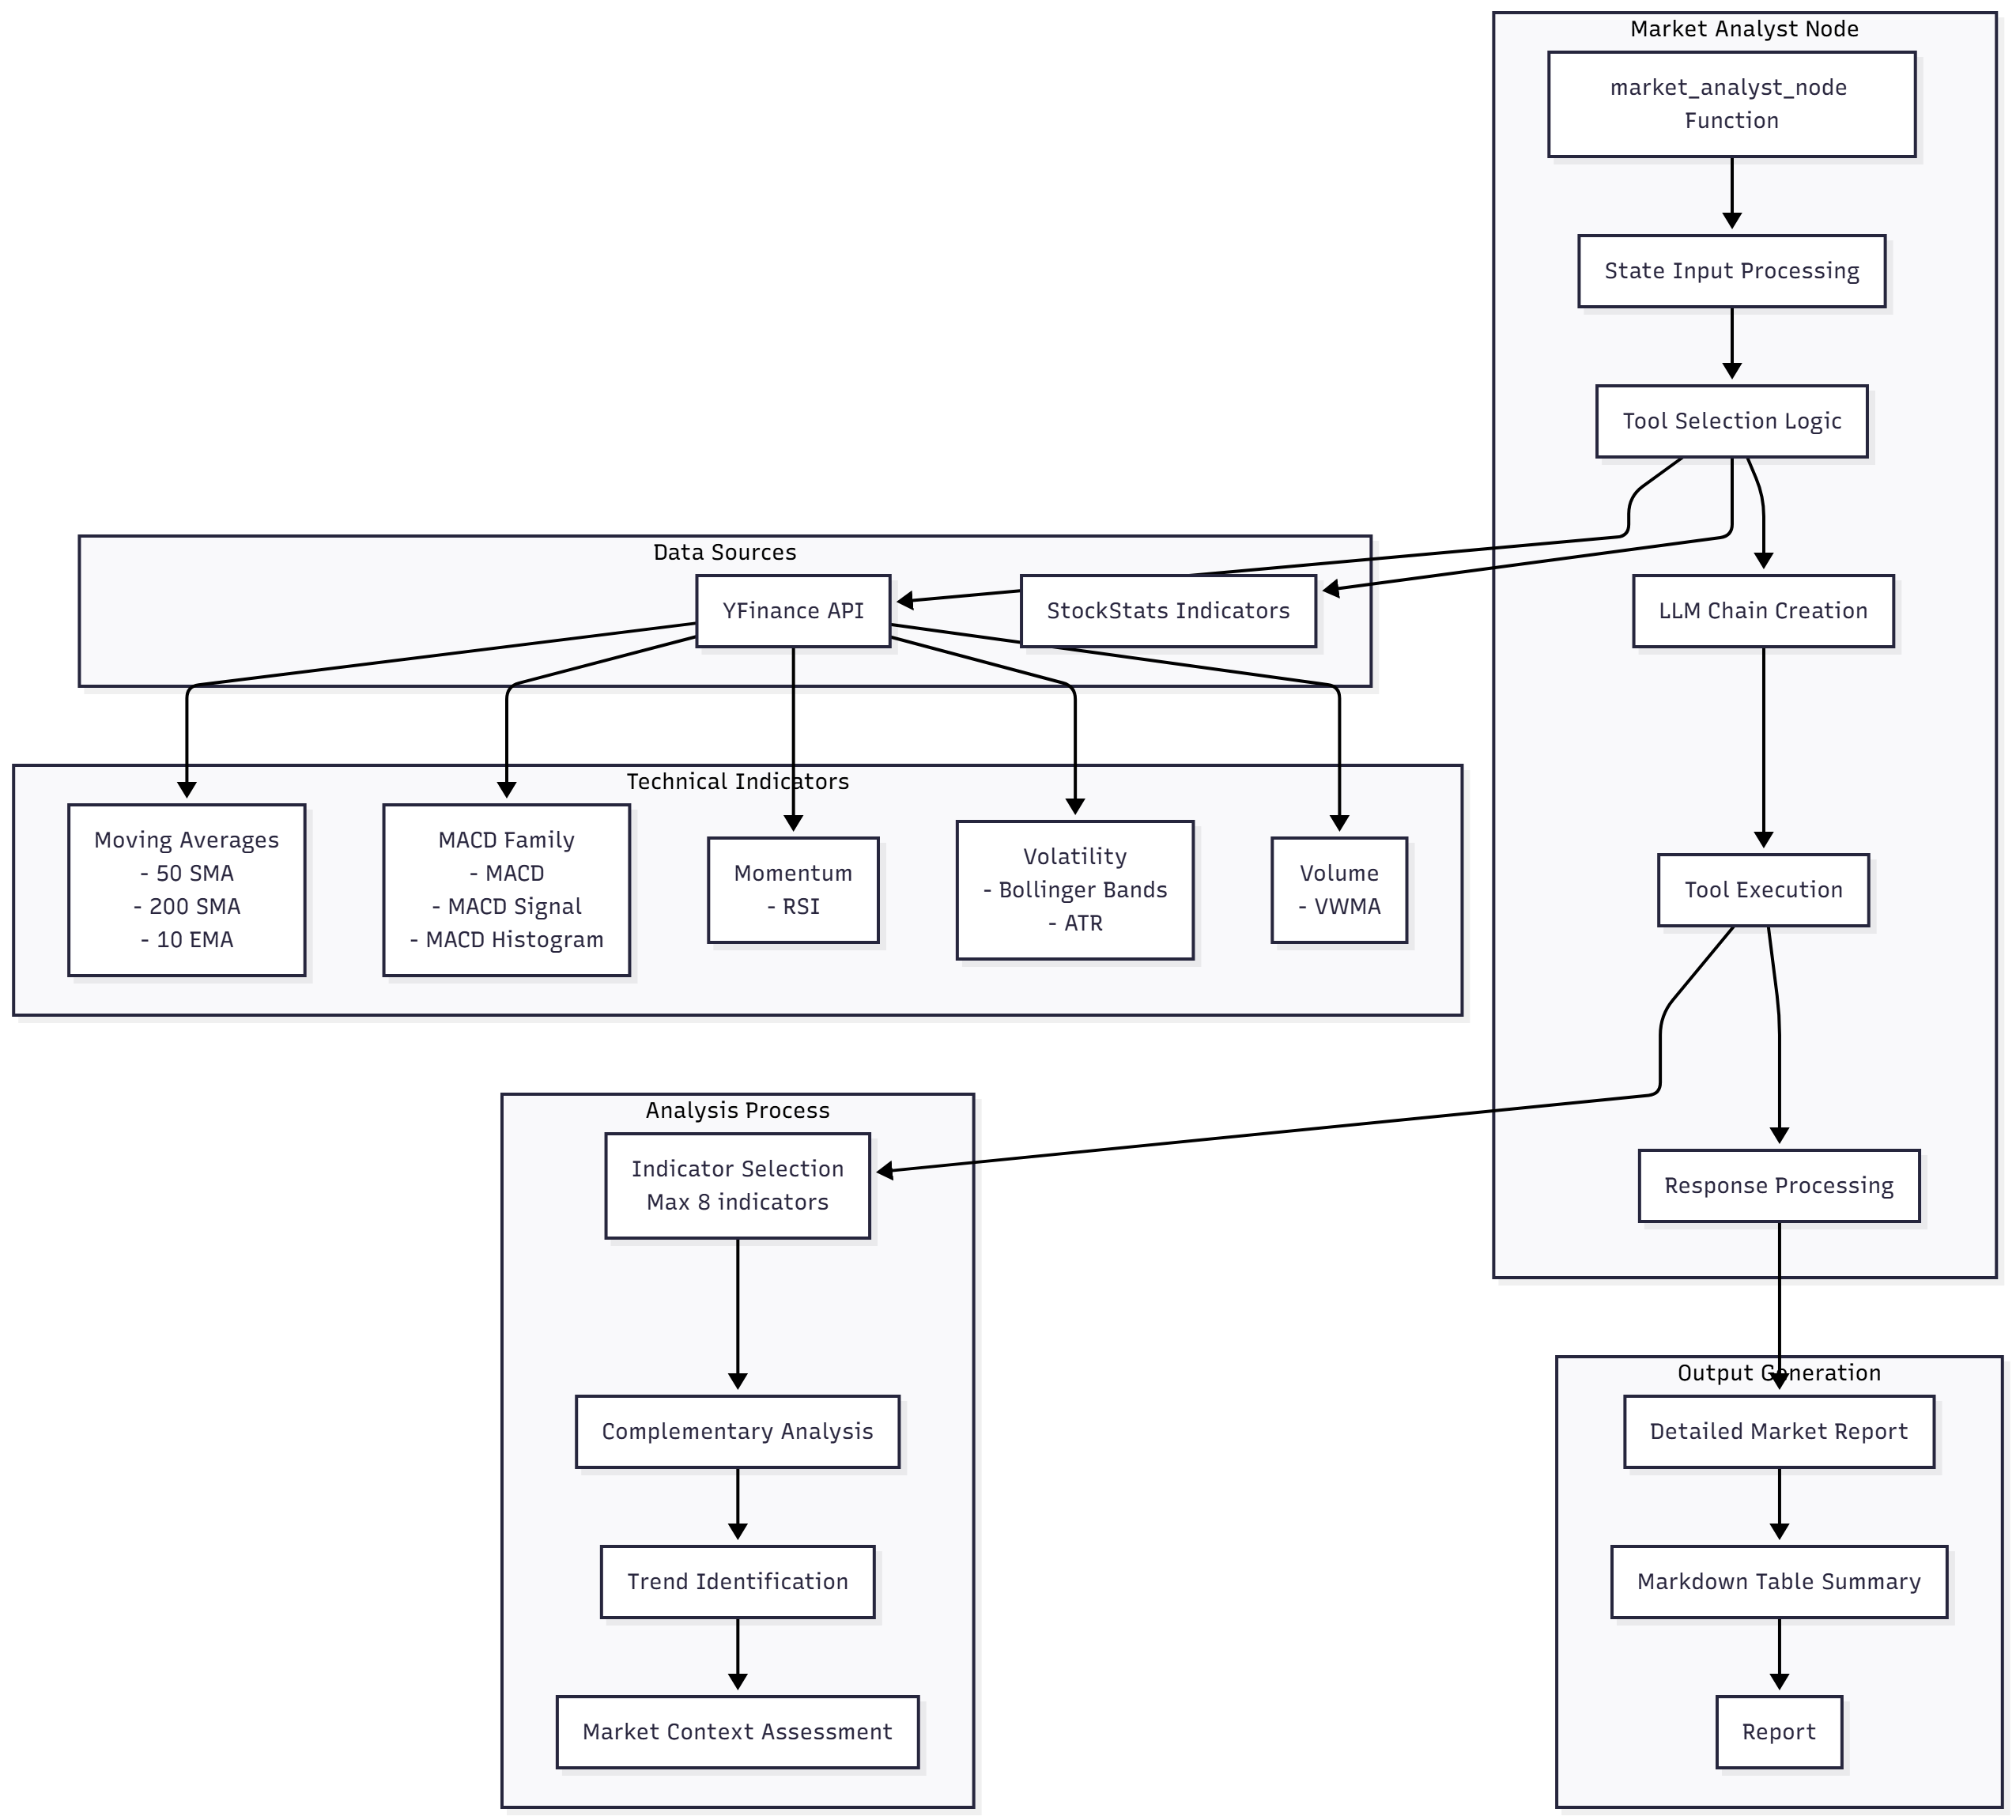 Market Analyst Node
market_analyst_node
Function
State Input Processing
Tool Selection Logic
Data Sources
YFinance API
StockStats Indicators
LLM Chain Creation
Technical Indicators
Moving Averages
- 50 SMA
- 200 SMA
- 10 EMA
MACD Family
- MACD
- MACD Signal
- MACD Histogram
Momentum
- RSI
Volatility
- Bollinger Bands
- ATR
Volume
- VWMA
Tool Execution
Analysis Process
Indicator Selection
Max 8 indicators
Response Processing
Complementary Analysis
Trend Identification
Market Context Assessment
Output Generation
Detailed Market Report
Markdown Table Summary
Report